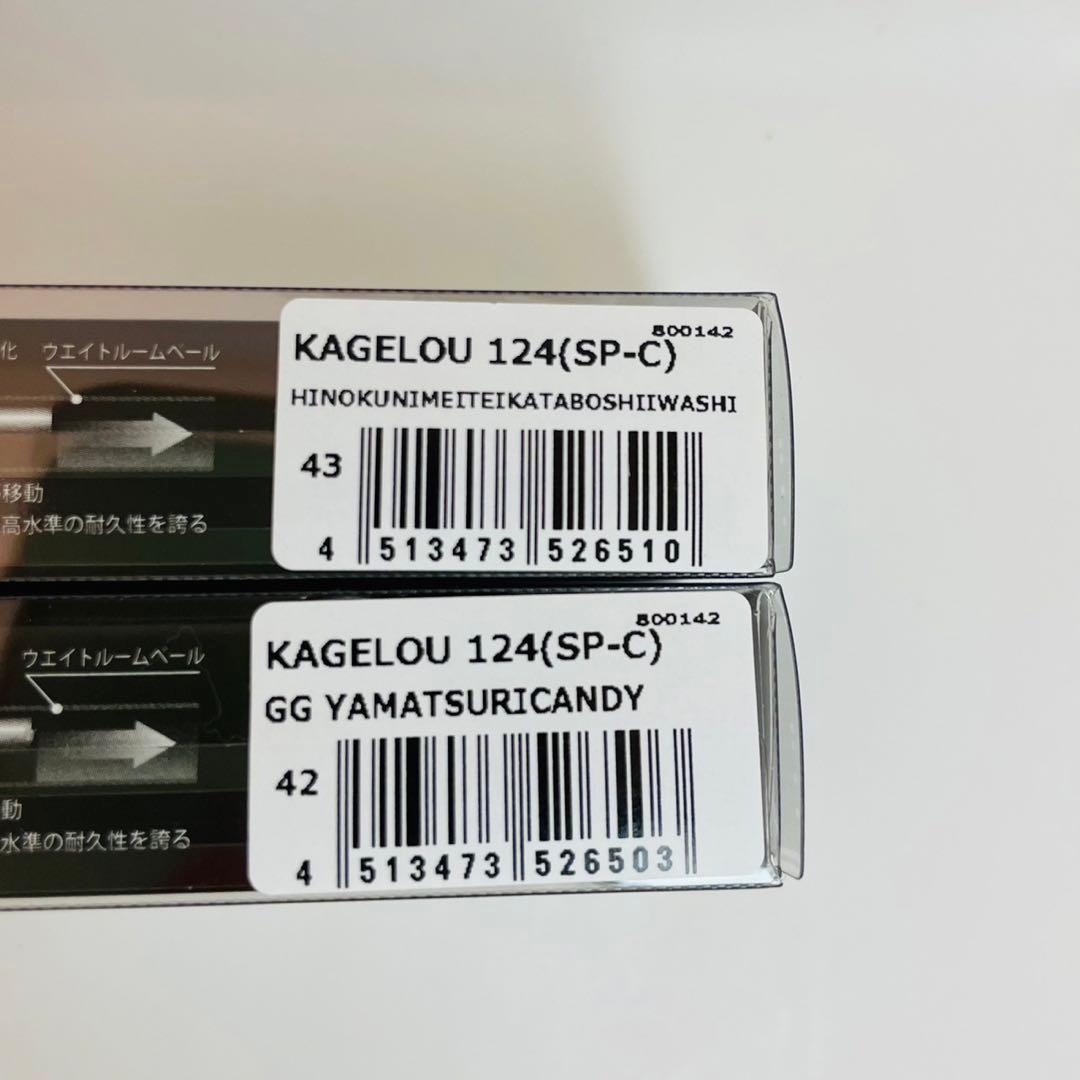 化 ウエイトルームベール
移動
高水準の耐久性を誇る
800142
KAGELOU 124(SP-C)
HINOKUNIMEITEIKATABOSHIIWASHI
43
4 513473 526510
ウエイトルームベール
動
水準の耐久性を誇る
800142
KAGELOU 124(SP-C)
GG YAMATSURICANDY
42
4 513473 526503